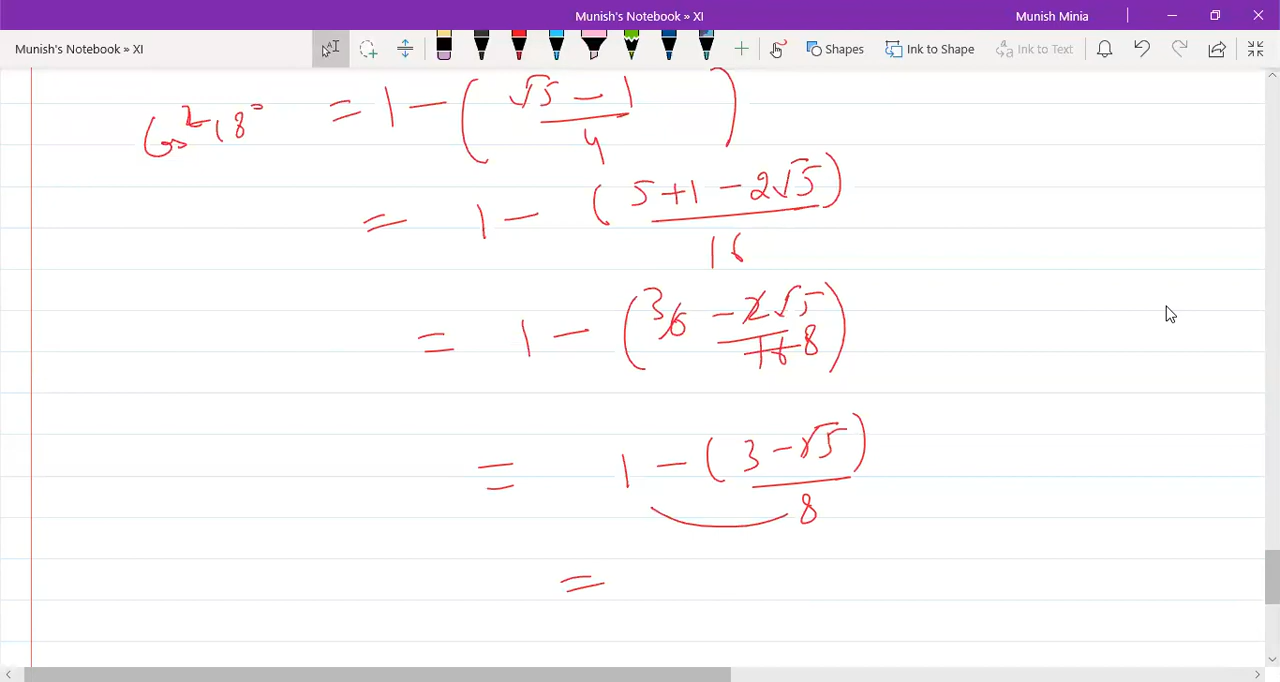 Munish's Notebook » XI
Munish Minia
Munish's Notebook » XI
Shapes
Ink to Shape
Ink to Text
Cos²18° = 1 - ( √5 - 1 / 4 )
= 1 - ( 5 + 1 - 2√5 / 16 )
= 1 - ( 3 6 - 2√5 / 16 8 )
= 1 - ( 3 - √5 / 8 )
=